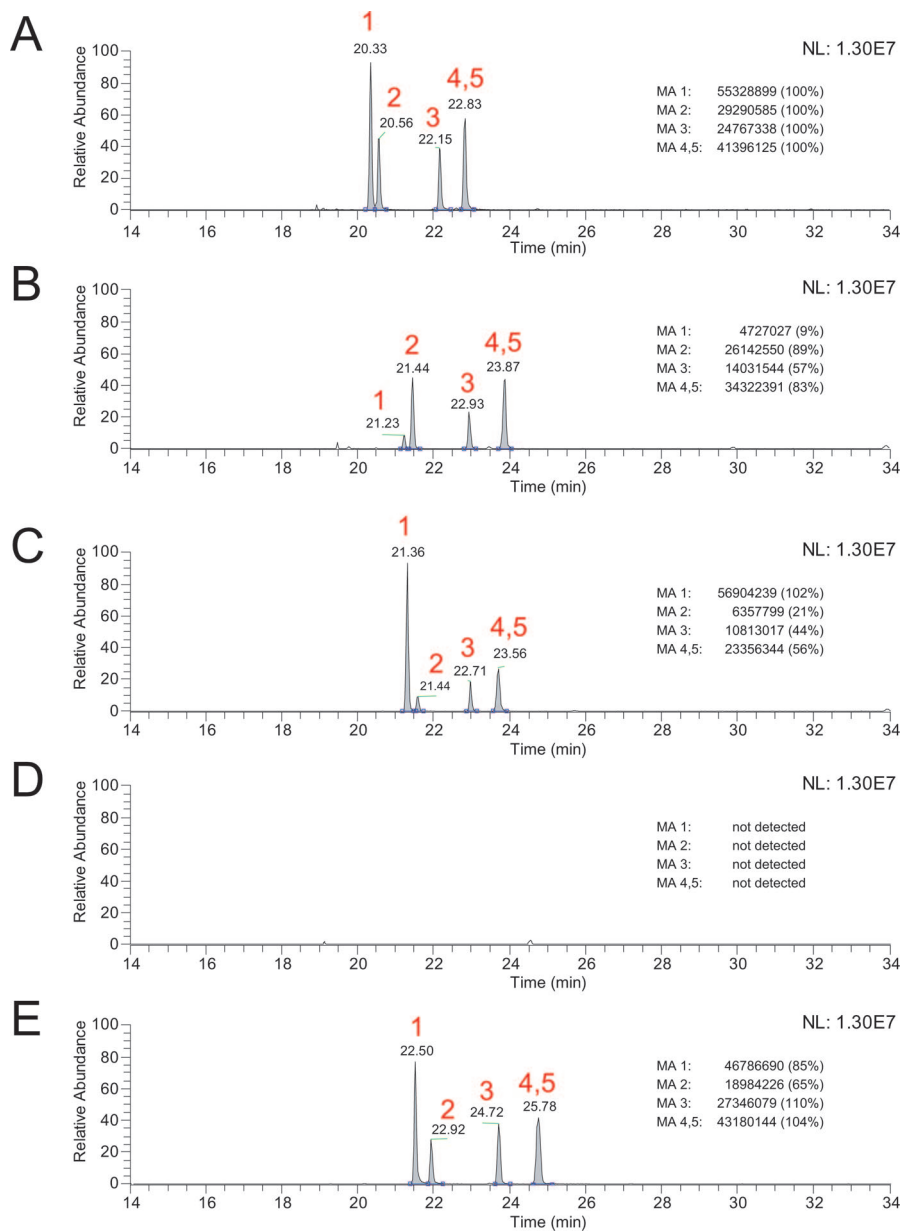 A
NL: 1.30E7
1
20.33
2
20.56
3
22.15
4,5
22.83
MA 1: 55328899 (100%)
MA 2: 29290585 (100%)
MA 3: 24767338 (100%)
MA 4,5: 41396125 (100%)
Relative Abundance
100
80
60
40
20
0
14 16 18 20 22 24 26 28 30 32 34
Time (min)
B
NL: 1.30E7
1
21.23
2
21.44
3
22.93
4,5
23.87
MA 1: 4727027 (9%)
MA 2: 26142550 (89%)
MA 3: 14031544 (57%)
MA 4,5: 34322391 (83%)
Relative Abundance
100
80
60
40
20
0
14 16 18 20 22 24 26 28 30 32 34
Time (min)
C
NL: 1.30E7
1
21.36
2
21.44
3
22.71
4,5
23.56
MA 1: 56904239 (102%)
MA 2: 6357799 (21%)
MA 3: 10813017 (44%)
MA 4,5: 23356344 (56%)
Relative Abundance
100
80
60
40
20
0
14 16 18 20 22 24 26 28 30 32 34
Time (min)
D
NL: 1.30E7
MA 1: not detected
MA 2: not detected
MA 3: not detected
MA 4,5: not detected
Relative Abundance
100
80
60
40
20
0
14 16 18 20 22 24 26 28 30 32 34
Time (min)
E
NL: 1.30E7
1
22.50
2
22.92
3
24.72
4,5
25.78
MA 1: 46786690 (85%)
MA 2: 18984226 (65%)
MA 3: 27346079 (110%)
MA 4,5: 43180144 (104%)
Relative Abundance
100
80
60
40
20
0
14 16 18 20 22 24 26 28 30 32 34
Time (min)